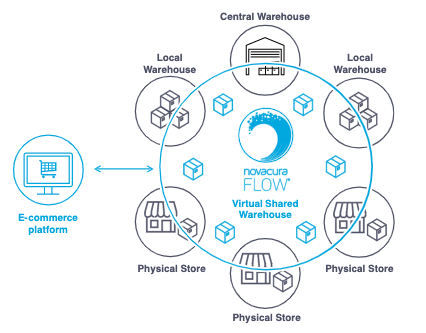 Central Warehouse
Local
Warehouse
Local
Warehouse
novacura
FLOW
Virtual Shared
Warehouse
E-commerce
platform
Physical Store
Physical Store
Physical Store